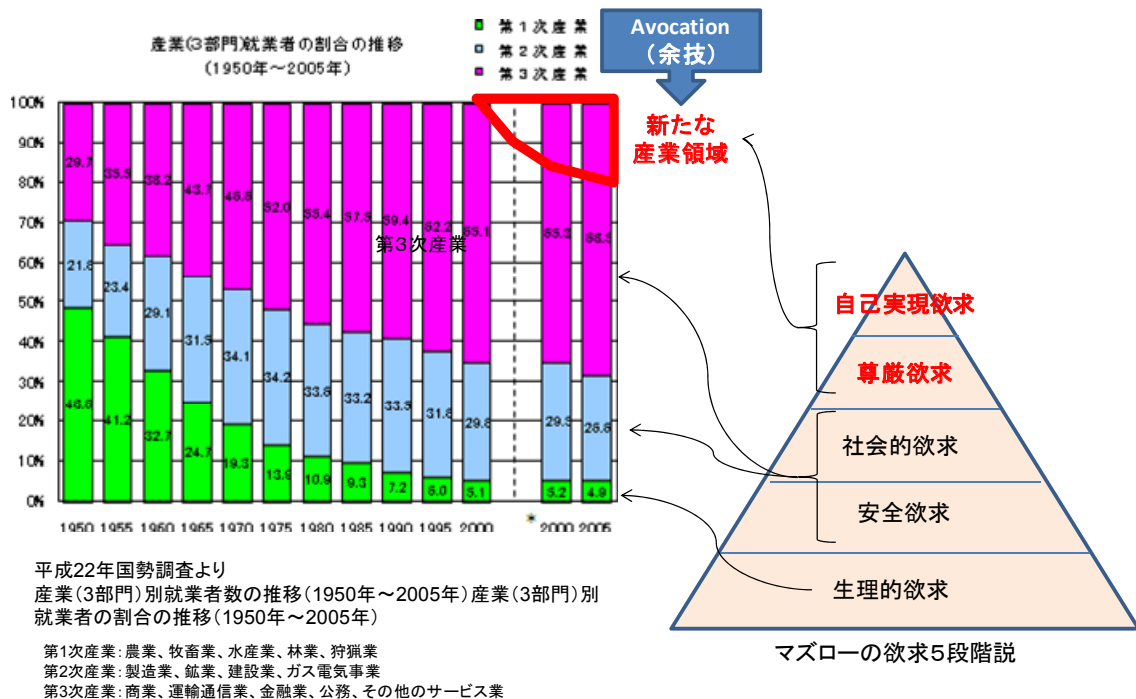 産業(3部門)就業者の割合の推移
(1950年～2005年)
第1次産業
第2次産業
第3次産業
Avocation
(余技)
新たな
産業領域
100%
90%
80%
70%
60%
50%
40%
30%
20%
10%
0%
29.7 35.5 38.2 43.7 46.6 52.0 55.4 57.3 59.4 62.2 65.1 65.3 68.5
第3次産業
21.8 23.4 29.1 31.5 34.1 34.2 33.6 33.2 33.5 31.8 29.8 29.5 26.6
48.6 41.2 32.7 24.7 19.3 13.9 10.9 9.3 7.2 6.0 5.1 5.2 4.9
1950 1955 1960 1965 1970 1975 1980 1985 1990 1995 2000 * 2000 2005
自己実現欲求
尊厳欲求
社会的欲求
安全欲求
生理的欲求
マズローの欲求5段階説
平成22年国勢調査より
産業(3部門)別就業者数の推移(1950年～2005年)産業(3部門)別
就業者の割合の推移(1950年～2005年)
第1次産業:農業、牧畜業、水産業、林業、狩猟業
第2次産業:製造業、鉱業、建設業、ガス電気事業
第3次産業:商業、運輸通信業、金融業、公務、その他のサービス業